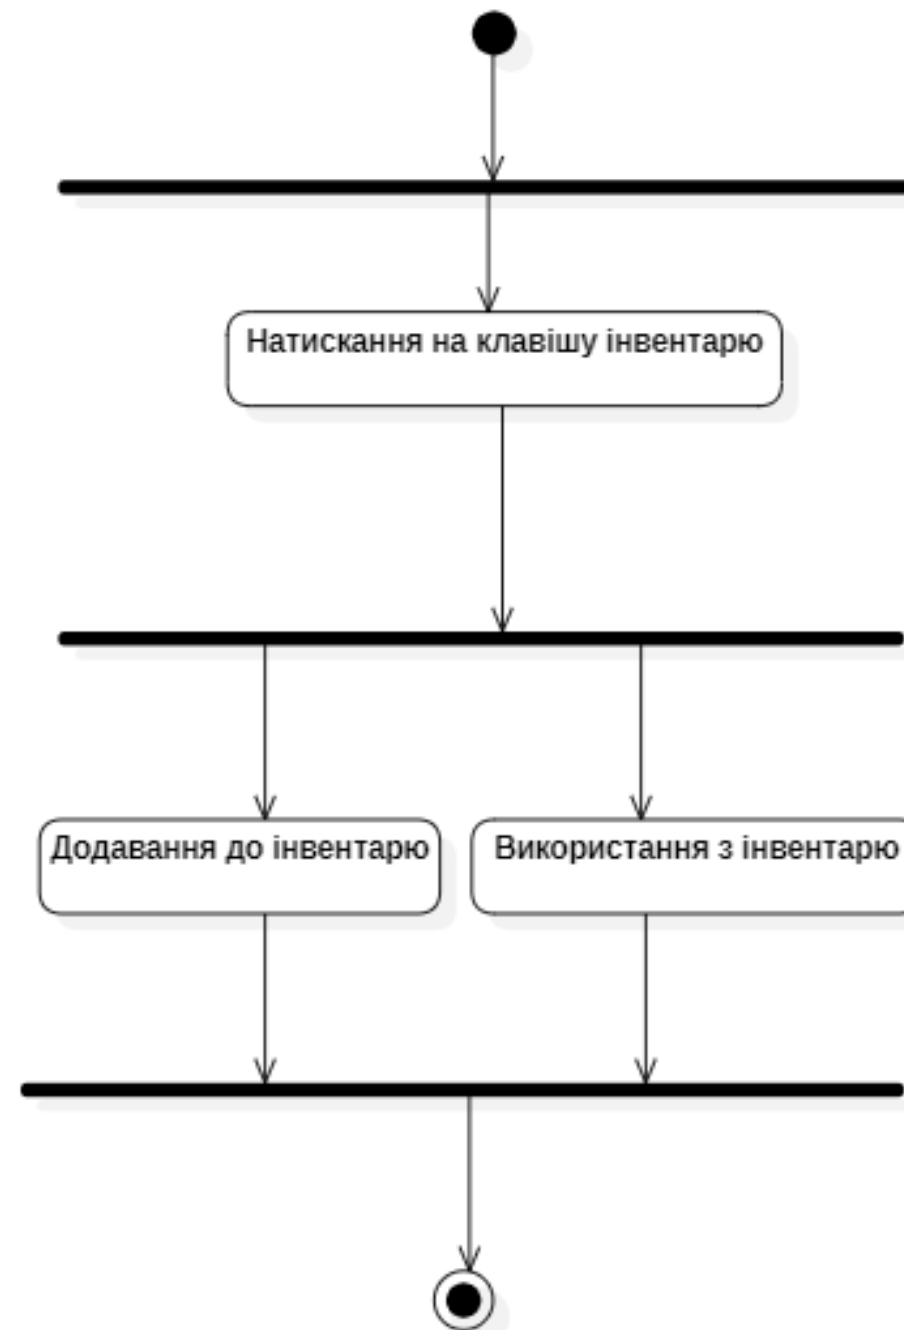 Натискання на клавішу інвентарю
Додавання до інвентарю
Використання з інвентарю